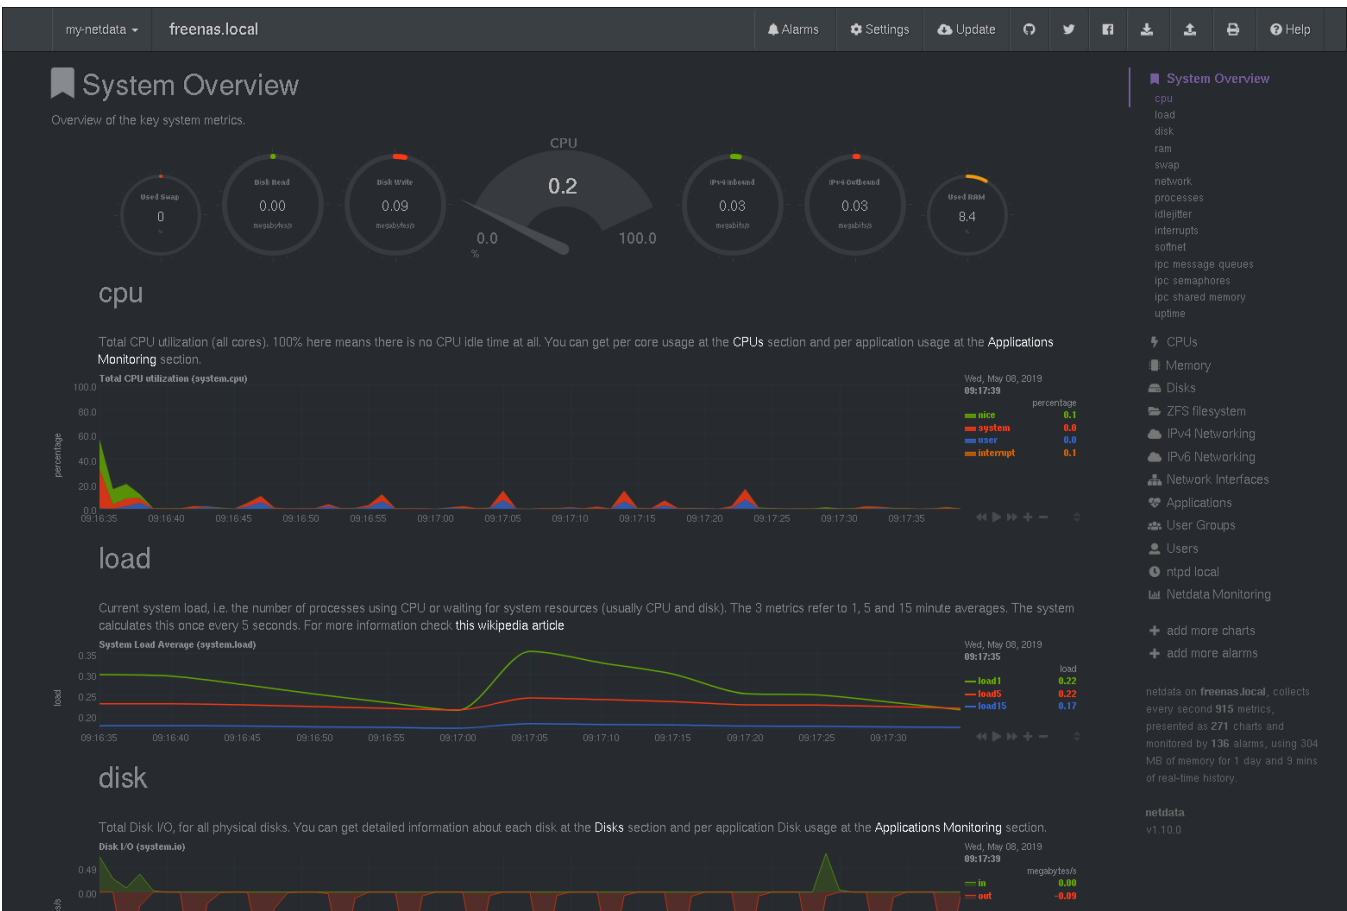 my-netdata
freenas.local
Alarms
Settings
Update
Help
System Overview
Overview of the key system metrics.
Used Swap
0
%
Disk Read
0.00
megabytes/s
Disk Write
0.09
megabytes/s
CPU
0.2
0.0
100.0
%
IPv4 Inbound
0.03
megabits/s
IPv4 Outbound
0.03
megabits/s
Used RAM
8.4
%
cpu
Total CPU utilization (all cores). 100% here means there is no CPU idle time at all. You can get per core usage at the CPUs section and per application usage at the Applications
Monitoring section.
Total CPU utilization (system.cpu)
percentage
100.0
80.0
60.0
40.0
20.0
0.0
09:16:35 09:16:40 09:16:45 09:16:50 09:16:55 09:17:00 09:17:05 09:17:10 09:17:15 09:17:20 09:17:25 09:17:30 09:17:35
Wed, May 08, 2019
09:17:39
percentage
nice 0.1
system 0.0
user 0.0
interrupt 0.1
load
Current system load, i.e. the number of processes using CPU or waiting for system resources (usually CPU and disk). The 3 metrics refer to 1, 5 and 15 minute averages. The system
calculates this once every 5 seconds. For more information check this wikipedia article
System Load Average (system.load)
load
0.35
0.30
0.25
0.20
09:16:35 09:16:40 09:16:45 09:16:50 09:16:55 09:17:00 09:17:05 09:17:10 09:17:15 09:17:20 09:17:25 09:17:30
Wed, May 08, 2019
09:17:35
load
load1 0.22
load5 0.22
load15 0.17
disk
Total Disk I/O, for all physical disks. You can get detailed information about each disk at the Disks section and per application Disk usage at the Applications Monitoring section.
Disk I/O (system.io)
0.49
0.00
Wed, May 08, 2019
09:17:39
megabytes/s
in 0.00
out -0.09
System Overview
cpu
load
disk
ram
swap
network
processes
idlejitter
interrupts
softnet
ipc message queues
ipc semaphores
ipc shared memory
uptime
CPUs
Memory
Disks
ZFS filesystem
IPv4 Networking
IPv6 Networking
Network Interfaces
Applications
User Groups
Users
ntpd local
Netdata Monitoring
add more charts
add more alarms
netdata on freenas.local, collects
every second 915 metrics,
presented as 271 charts and
monitored by 136 alarms, using 304
MB of memory for 1 day and 9 mins
of real-time history.
netdata
v1.10.0